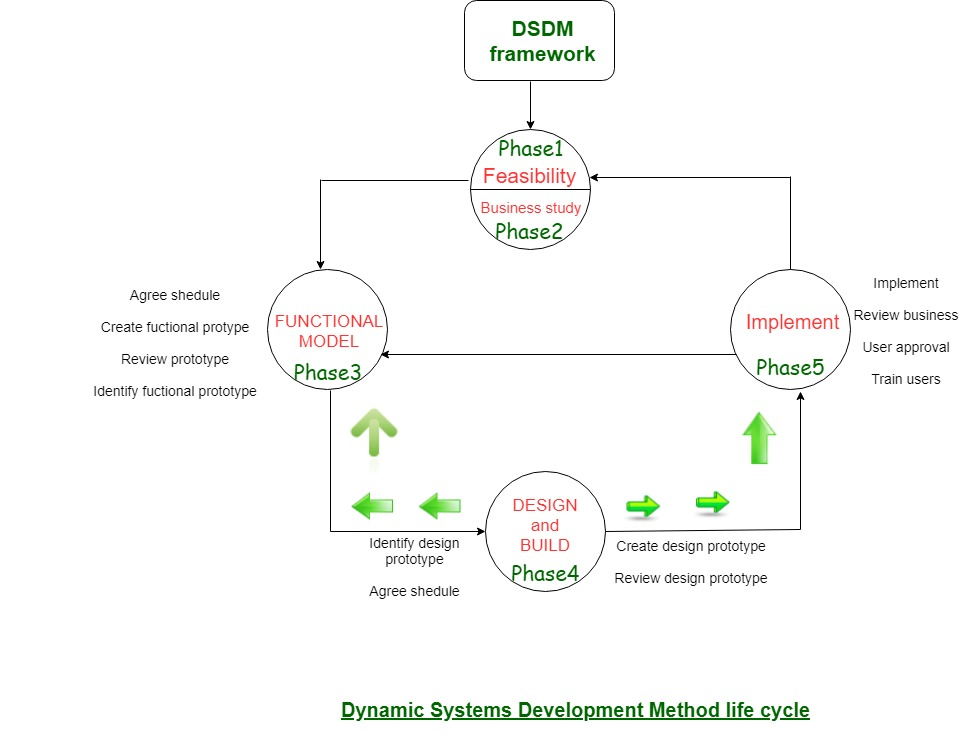 DSDM
framework
Phase1
Feasibility
Business study
Phase2
Agree shedule
Create fuctional protype
Review prototype
Identify fuctional prototype
FUNCTIONAL
MODEL
Phase3
Implement
Phase5
Implement
Review business
User approval
Train users
DESIGN
and
BUILD
Phase4
Identify design
prototype
Agree shedule
Create design prototype
Review design prototype
Dynamic Systems Development Method life cycle